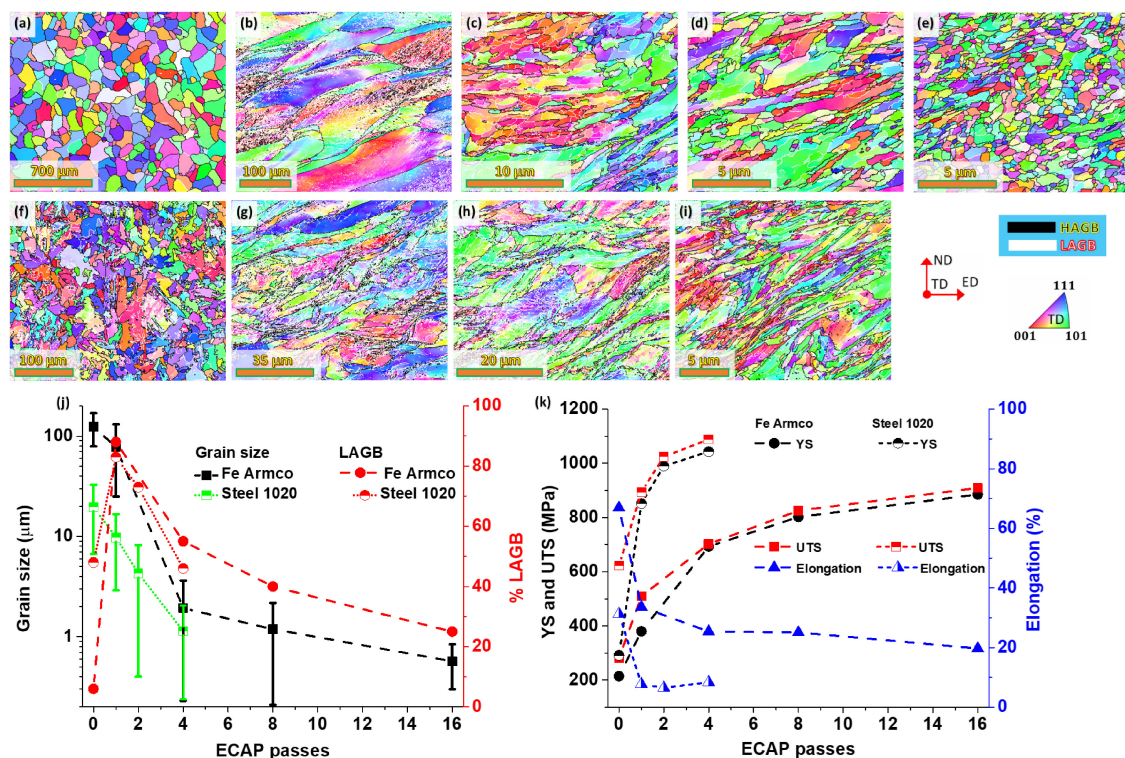 (a)
(b)
(c)
(d)
(e)
700 µm
100 µm
10 µm
5 µm
5 µm
(f)
(g)
(h)
(i)
100 µm
35 µm
20 µm
5 µm
HAGB
LAGB
ND
TD
ED
111
TD
001
101
(j)
Grain size
LAGB
Fe Armco
Fe Armco
Steel 1020
Steel 1020
100
10
1
Grain size (µm)
100
80
60
40
20
0
% LAGB
0 2 4 6 8 10 12 14 16
ECAP passes
(k)
Fe Armco
Steel 1020
YS
YS
UTS
UTS
Elongation
Elongation
1200
1000
800
600
400
200
YS and UTS (MPa)
100
80
60
40
20
0
Elongation (%)
0 2 4 6 8 10 12 14 16
ECAP passes